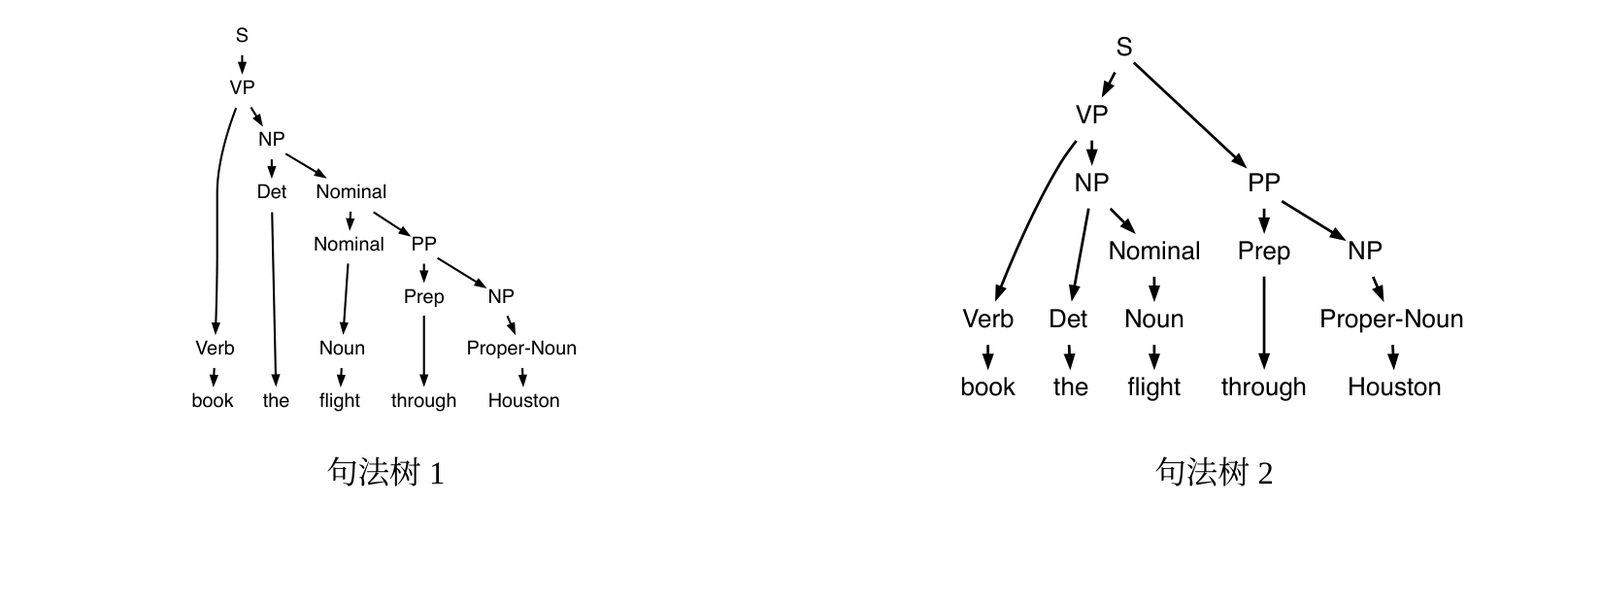 S
VP
NP
Det Nominal
Nominal PP
Prep NP
Verb Noun Proper-Noun
book the flight through Houston
句法树 1
S
VP
NP PP
Nominal Prep NP
Verb Det Noun Proper-Noun
book the flight through Houston
句法树 2